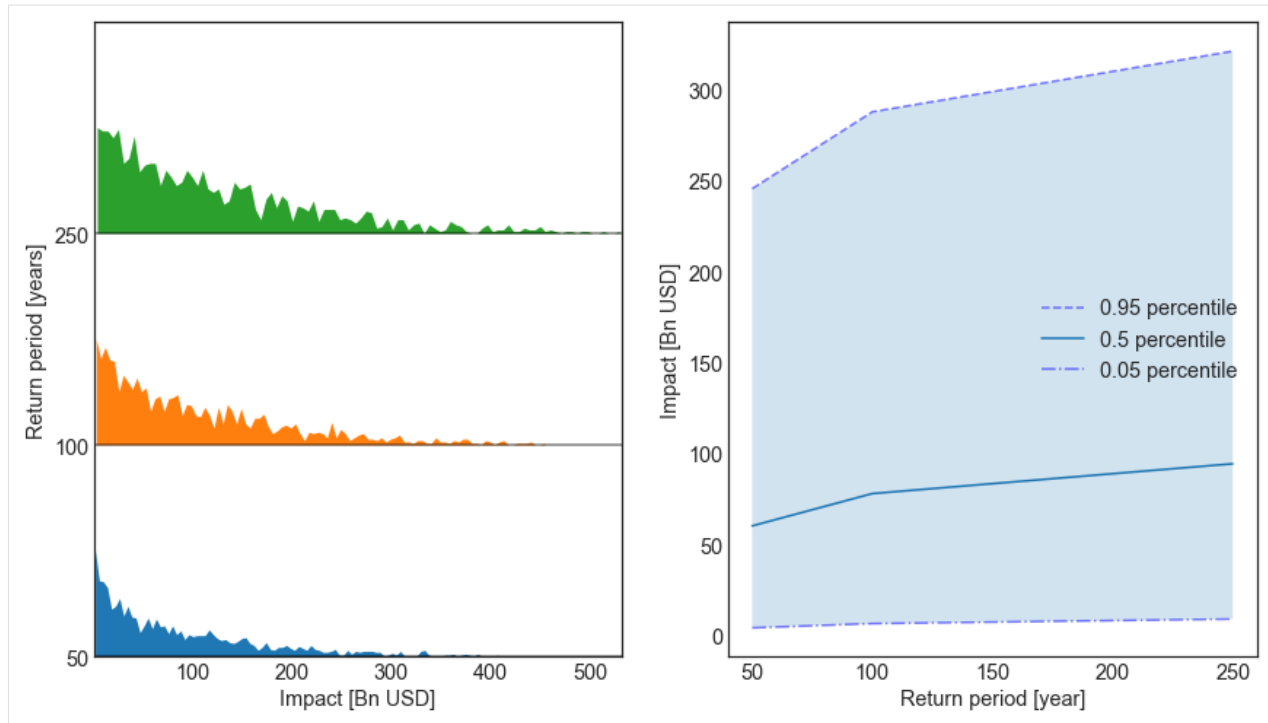 Return period [years]
250
100
50
100
200
300
400
500
Impact [Bn USD]
Impact [Bn USD]
300
250
200
150
100
50
0
0.95 percentile
0.5 percentile
0.05 percentile
50
100
150
200
250
Return period [year]